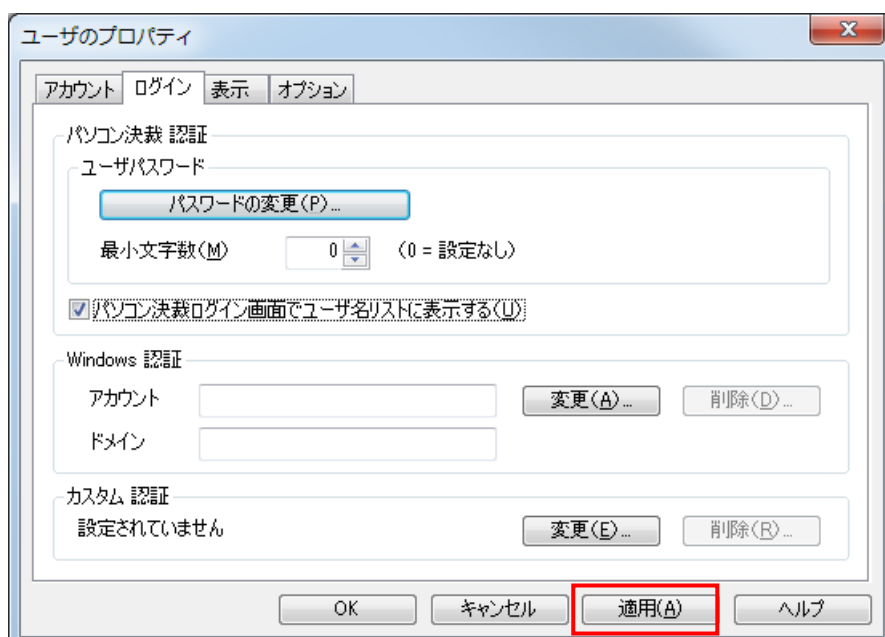 ユーザのプロパティ
アカウント ログイン 表示 オプション
パソコン決裁 認証
ユーザパスワード
パスワードの変更(P)...
最小文字数(M) 0 (0 = 設定なし)
パソコン決裁ログイン画面でユーザ名リストに表示する(U)
Windows 認証
アカウント 変更(A)... 削除(D)...
ドメイン
カスタム 認証
設定されていません 変更(E)... 削除(R)...
OK キャンセル 適用(A) ヘルプ